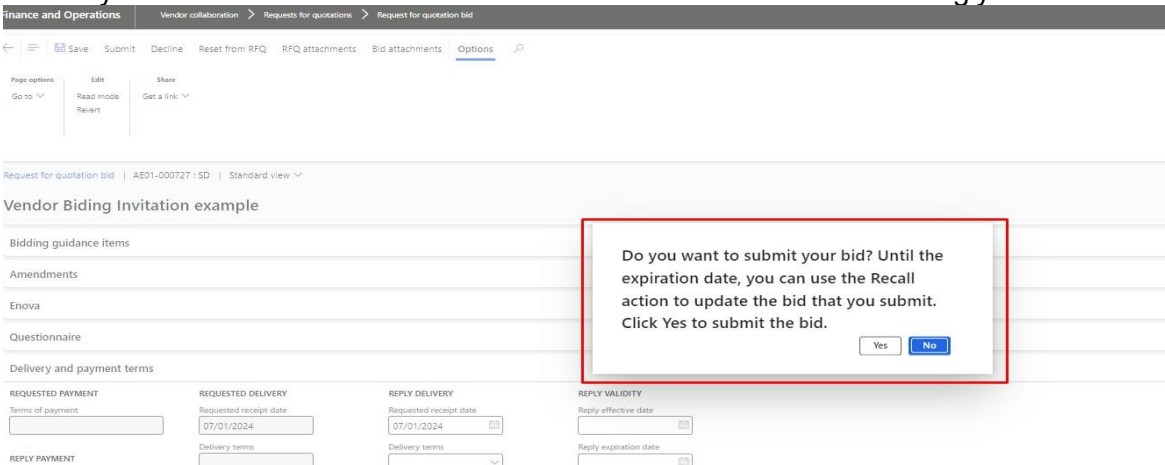 Finance and Operations
Vendor collaboration > Requests for quotations > Request for quotation bid
Save Submit Decline Reset from RFQ RFQ attachments Bid attachments Options
Page options Edit Share
Go to Read mode Get a link
Revert
Request for quotation bid | AE01-000727 : SD | Standard view
Vendor Biding Invitation example
Bidding guidance items
Amendments
Enova
Questionnaire
Delivery and payment terms
Do you want to submit your bid? Until the
expiration date, you can use the Recall
action to update the bid that you submit.
Click Yes to submit the bid.
Yes No
REQUESTED PAYMENT REQUESTED DELIVERY REPLY DELIVERY REPLY VALIDITY
Terms of payment Requested receipt date Requested receipt date Reply effective date
07/01/2024 07/01/2024
Delivery terms Delivery terms Reply expiration date
REPLY PAYMENT